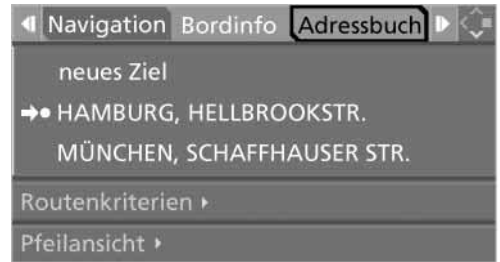 Navigation Bordinfo Adressbuch
neues Ziel
HAMBURG, HELLBROOKSTR.
MÜNCHEN, SCHAFFHAUSER STR.
Routenkriterien
Pfeilansicht